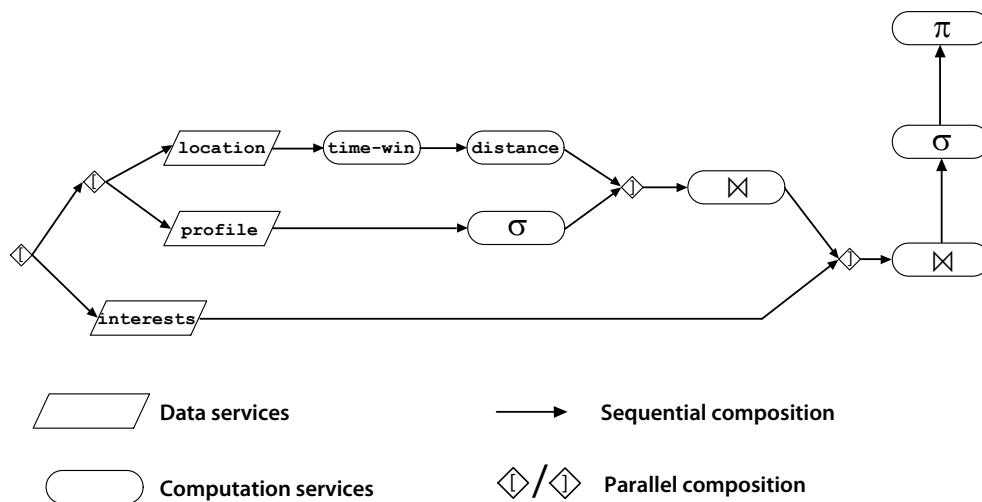 π
location
time-win
distance
σ
[
profile
σ
]
⋈
[
interests
]
⋈
Data services
Sequential composition
Computation services
[ / ]
Parallel composition